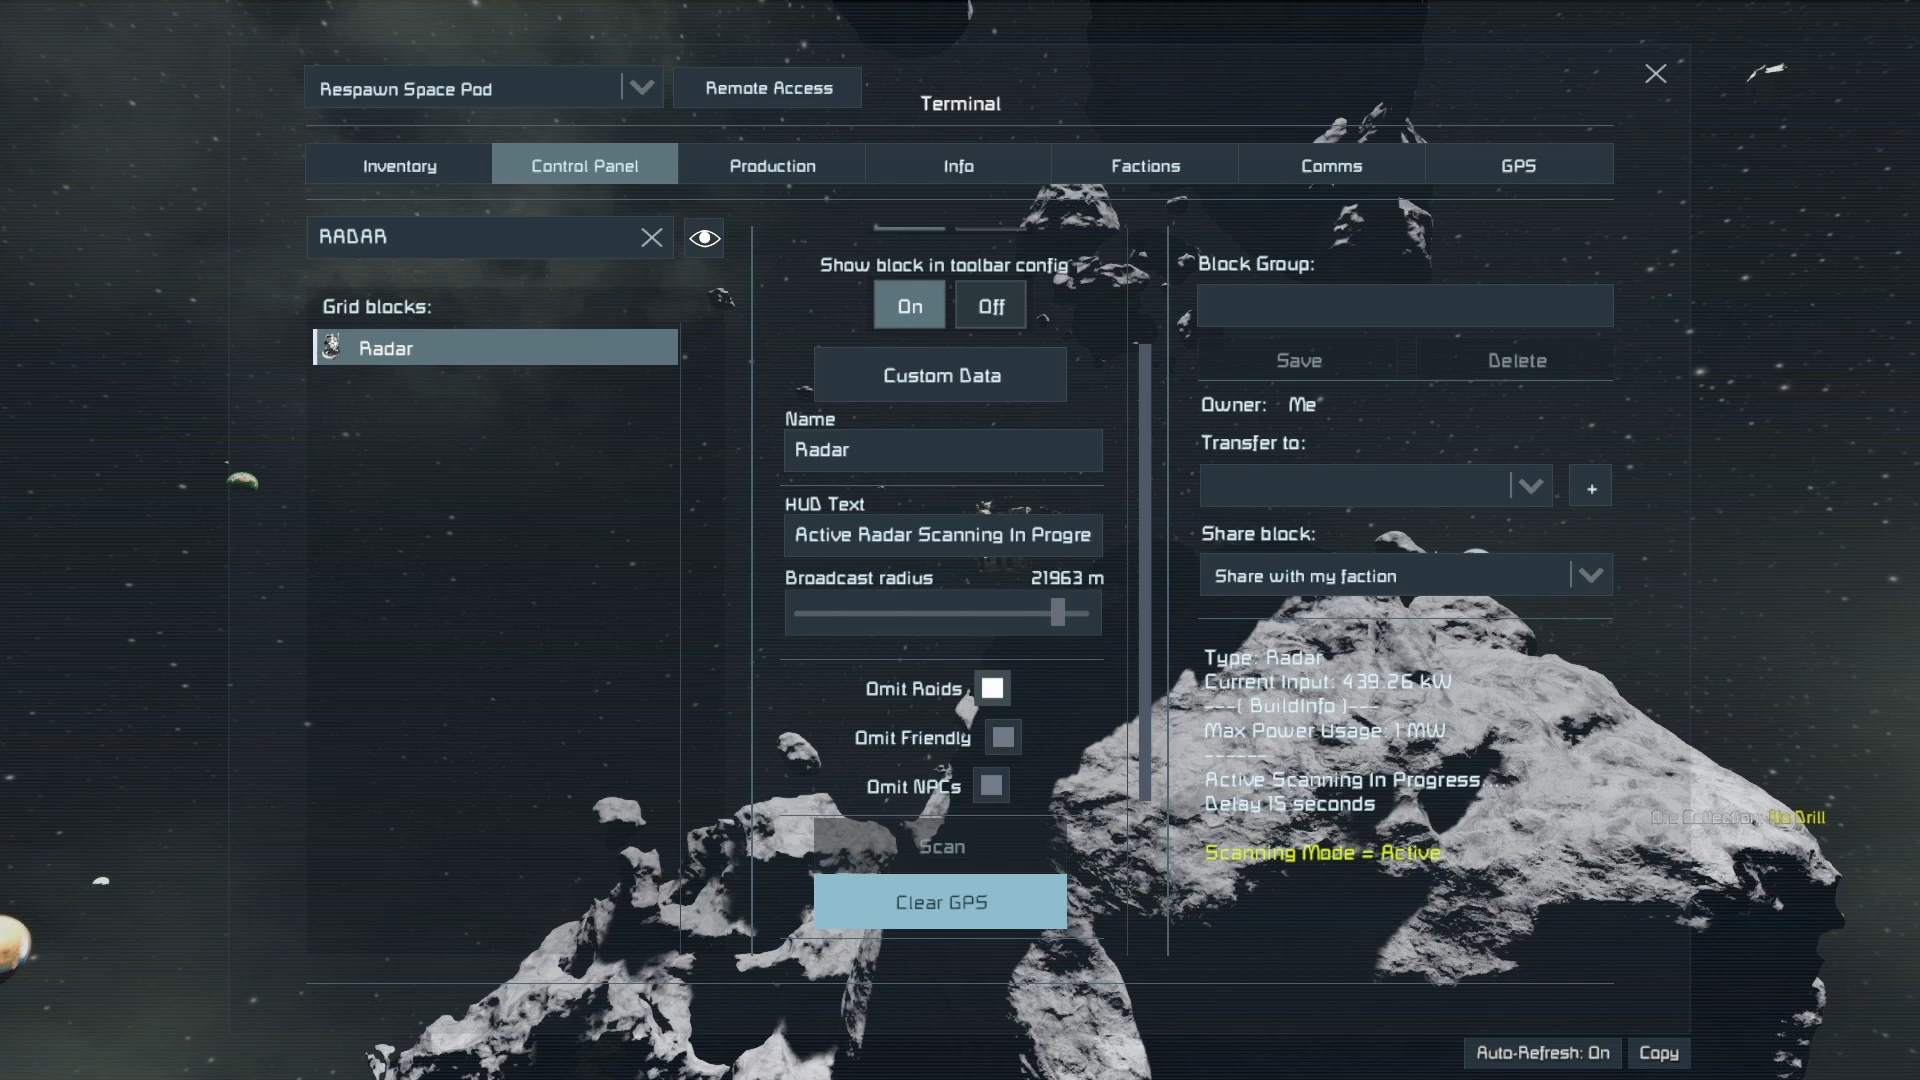 Respawn Space Pod
Remote Access
Terminal
Inventory
Control Panel
Production
Info
Factions
Comms
GPS
RADAR
Grid blocks:
Radar
Show block in toolbar config
On
Off
Custom Data
Name
Radar
HUD Text
Active Radar Scanning In Progre
Broadcast radius
21963 m
Omit Roids
Omit Friendly
Omit NPCs
Scan
Clear GPS
Block Group:
Save
Delete
Owner: Me
Transfer to:
+
Share block:
Share with my faction
Type: Radar
Current Input: 439.26 kW
---( BuildInfo )---
Max Power Usage: 1 MW
------
Active Scanning In Progress....
Delay 15 seconds
Scanning Mode = Active
Ore Collection: No Drill
Auto-Refresh: On
Copy